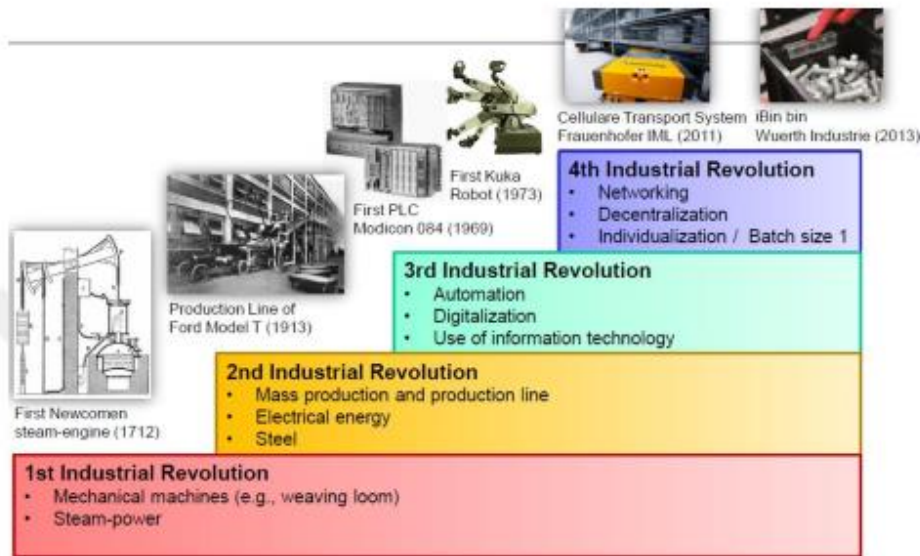 Cellulare Transport System
Frauenhofer IML (2011)
iBin bin
Wuerth Industrie (2013)
First Kuka
Robot (1973)
First PLC
Modicon 084 (1969)
Production Line of
Ford Model T (1913)
First Newcomen
steam-engine (1712)
4th Industrial Revolution
• Networking
• Decentralization
• Individualization / Batch size 1
3rd Industrial Revolution
• Automation
• Digitalization
• Use of information technology
2nd Industrial Revolution
• Mass production and production line
• Electrical energy
• Steel
1st Industrial Revolution
• Mechanical machines (e.g., weaving loom)
• Steam-power